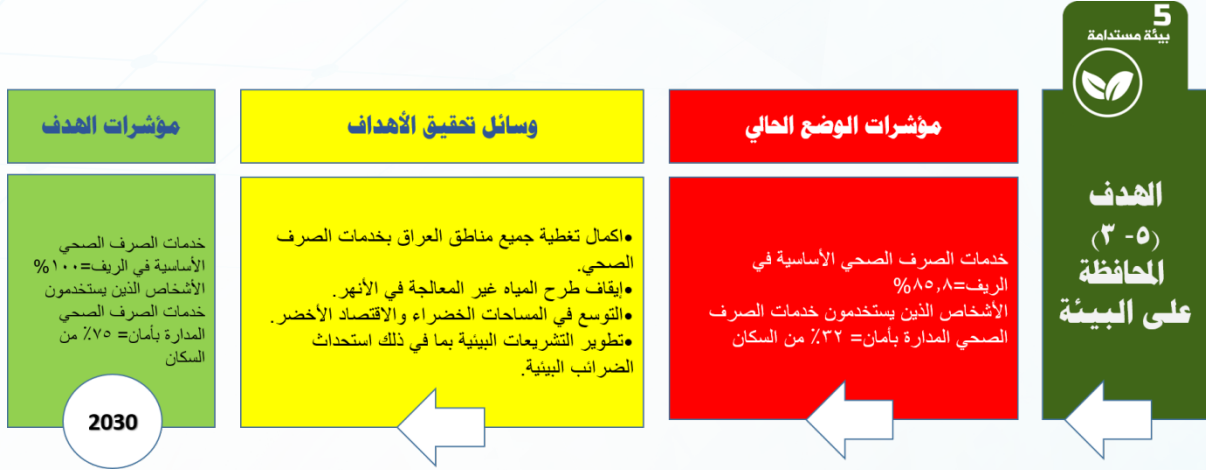 5
بيئة مستدامة
الهدف
(٥- ٣)
المحافظة
على البيئة
مؤشرات الوضع الحالي
خدمات الصرف الصحي الأساسية في
الريف=٨٥,٨%
الأشخاص الذين يستخدمون خدمات الصرف
الصحي المدارة بأمان= ٣٢٪ من السكان
وسائل تحقيق الأهداف
•اكمال تغطية جميع مناطق العراق بخدمات الصرف
الصحي.
•إيقاف طرح المياه غير المعالجة في الأنهر.
•التوسع في المساحات الخضراء والاقتصاد الأخضر.
•تطوير التشريعات البيئية بما في ذلك استحداث
الضرائب البيئية.
مؤشرات الهدف
خدمات الصرف الصحي
الأساسية في الريف=١٠٠%
الأشخاص الذين يستخدمون
خدمات الصرف الصحي
المدارة بأمان= ٧٥٪ من
السكان
2030